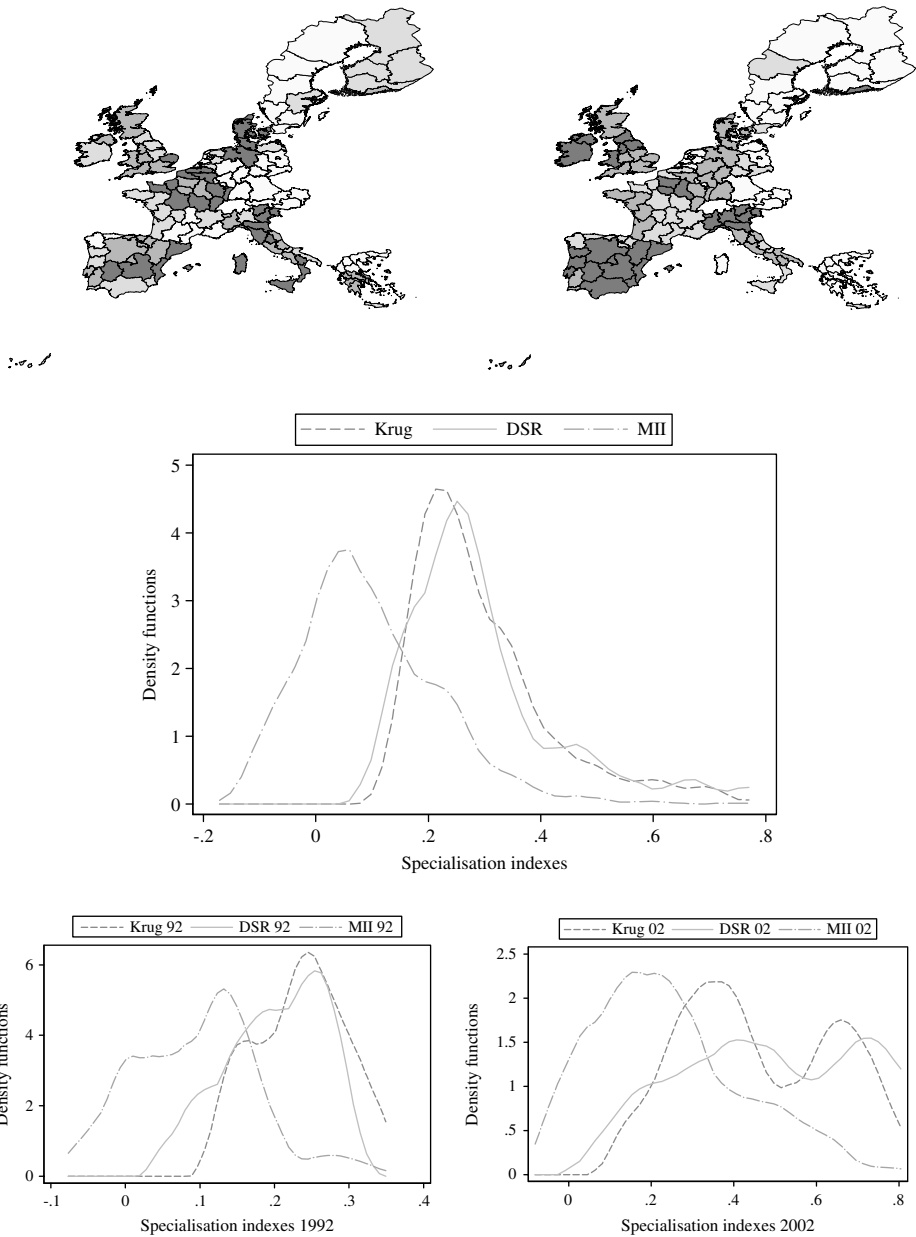 Krug DSR MII
5
4
3
2
1
0
Density functions
-.2 0 .2 .4 .6 .8
Specialisation indexes
Krug 92 DSR 92 MII 92
6
4
2
0
Density functions
-.1 0 .1 .2 .3 .4
Specialisation indexes 1992
Krug 02 DSR 02 MII 02
2.5
2
1.5
1
.5
0
Density functions
0 .2 .4 .6 .8
Specialisation indexes 2002